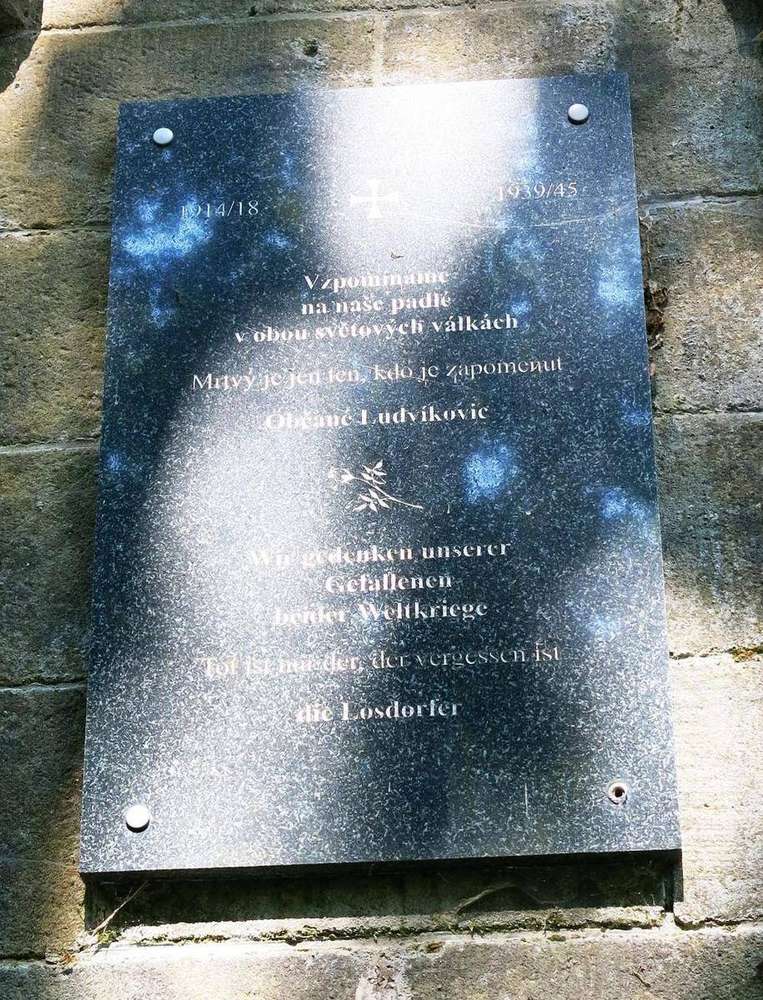 1914/18
1939/45
Vzpomínáme
na naše padlé
v obou světových válkách
Mrtvý je jen ten, kdo je zapomenut
Občané Ludvíkovic
Wir gedenken unserer
Gefallenen
beider Weltkriege
Tot ist nur der, der vergessen ist
die Losdorfer